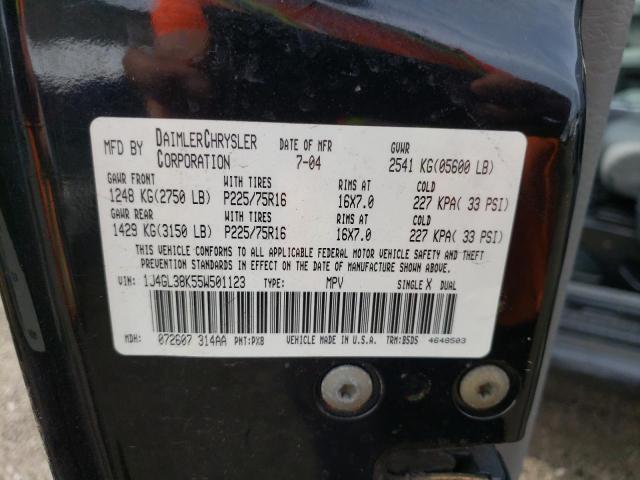 MFD BY DAIMLERCHRYSLER CORPORATION DATE OF MFR 7-04 GVWR 2541 KG(05600 LB)
GAWR FRONT WITH TIRES RIMS AT COLD
1248 KG(2750 LB) P225/75R16 16X7.0 227 KPA( 33 PSI)
GAWR REAR WITH TIRES RIMS AT COLD
1429 KG(3150 LB) P225/75R16 16X7.0 227 KPA( 33 PSI)
THIS VEHICLE CONFORMS TO ALL APPLICABLE FEDERAL MOTOR VEHICLE SAFETY AND THEFT
PREVENTION STANDARDS IN EFFECT ON THE DATE OF MANUFACTURE SHOWN ABOVE.
VIN: 1J4GL38K55W501123 TYPE: MPV SINGLE X DUAL
MDH: 072607 314AA PNT:PX8 VEHICLE MADE IN U.S.A. TRM:B5D5 4648503